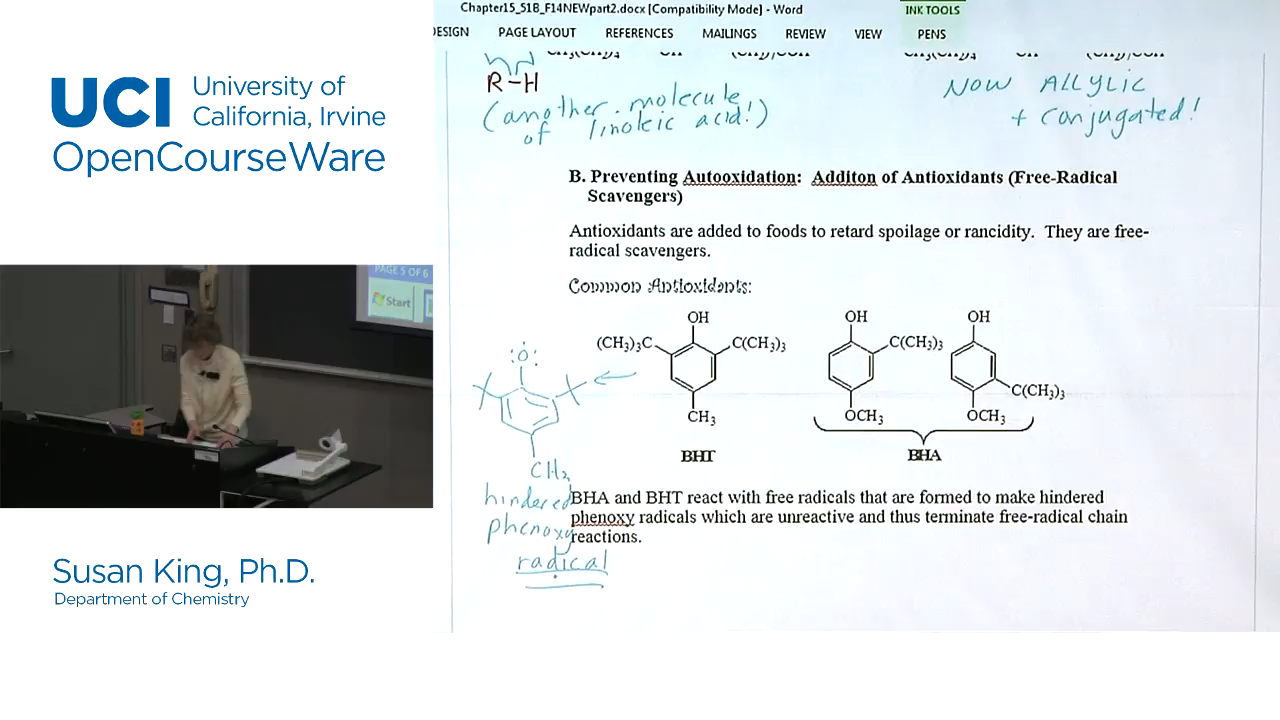 Chapter15_51B_F14NEWpart2.docx [Compatibility Mode] - Word
INK TOOLS
DESIGN PAGE LAYOUT REFERENCES MAILINGS REVIEW VIEW PENS
UCI University of California, Irvine
OpenCourseWare
R-H
(another molecule
of linoleic acid!)
NOW ALLYLIC
+ conjugated!
B. Preventing Autooxidation: Additon of Antioxidants (Free-Radical
Scavengers)
Antioxidants are added to foods to retard spoilage or rancidity. They are free-
radical scavengers.
Common Antioxidants:
PAGE 5 OF 6
Start
OH OH OH
(CH3)3C C(CH3)3 C(CH3)3
C(CH3)3
CH3 OCH3 OCH3
BHT BHA
:O:
CH3
hindered
phenoxy
radical
BHA and BHT react with free radicals that are formed to make hindered
phenoxy radicals which are unreactive and thus terminate free-radical chain
reactions.
Susan King, Ph.D.
Department of Chemistry